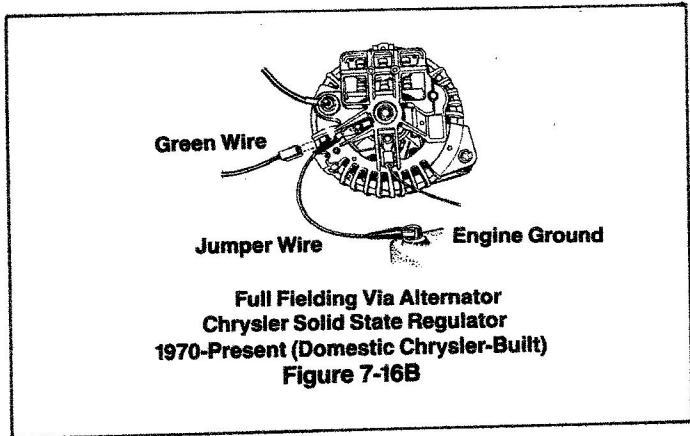 Green Wire
Jumper Wire
Engine Ground
Full Fielding Via Alternator
Chrysler Solid State Regulator
1970-Present (Domestic Chrysler-Built)
Figure 7-16B